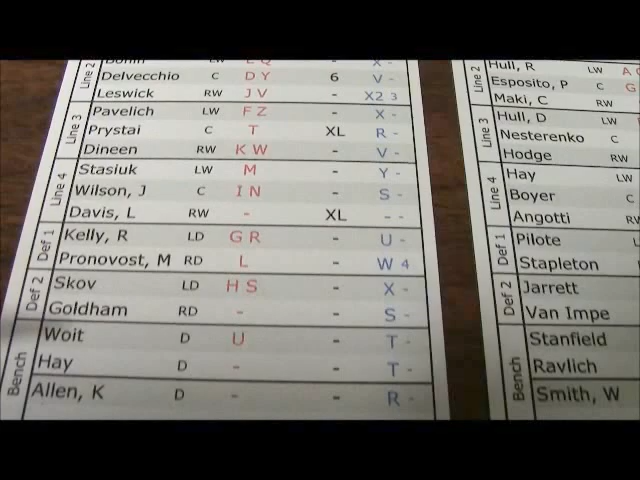 Line 2
Delvecchio C D Y 6 V -
Leswick RW J V - X2 3
Line 3
Pavelich LW F Z - X -
Prystai C T XL R -
Dineen RW K W - V -
Line 4
Stasiuk LW M - Y -
Wilson, J C I N - S -
Davis, L RW - XL - -
Def 1
Kelly, R LD G R - U -
Pronovost, M RD L - W 4
Def 2
Skov LD H S - X -
Goldham RD - - S -
Bench
Woit D U - T -
Hay D - - T -
Allen, K D - - R -
Line 2
Hull, R LW A
Esposito, P C G
Maki, C RW
Line 3
Hull, D LW
Nesterenko C
Hodge RW
Line 4
Hay LW
Boyer C
Angotti
Def 1
Pilote
Stapleton
Def 2
Jarrett
Van Impe
Bench
Stanfield
Ravlich
Smith, W